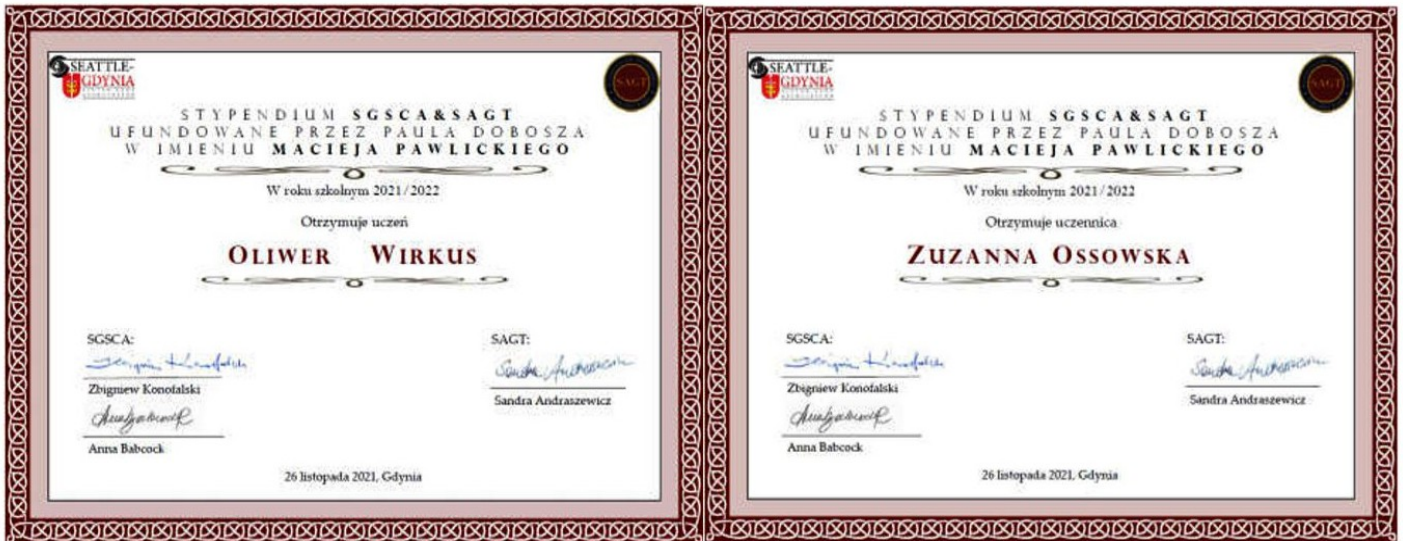 SEATTLE-
GDYNIA
SAGT
STYPENDIUM SGSCA&SAGT
UFUNDOWANE PRZEZ PAULA DOBOSZA
W IMIENIU MACIEJA PAWLICKIEGO
W roku szkolnym 2021/2022
Otrzymuje uczeń
OLIWER WIRKUS
SGSCA:
SAGT:
Zbigniew Konofalski
Sandra Andraszewicz
Anna Babcock
26 listopada 2021, Gdynia
SEATTLE-
GDYNIA
SAGT
STYPENDIUM SGSCA&SAGT
UFUNDOWANE PRZEZ PAULA DOBOSZA
W IMIENIU MACIEJA PAWLICKIEGO
W roku szkolnym 2021/2022
Otrzymuje uczennica
ZUZANNA OSSOWSKA
SGSCA:
SAGT:
Zbigniew Konofalski
Sandra Andraszewicz
Anna Babcock
26 listopada 2021, Gdynia